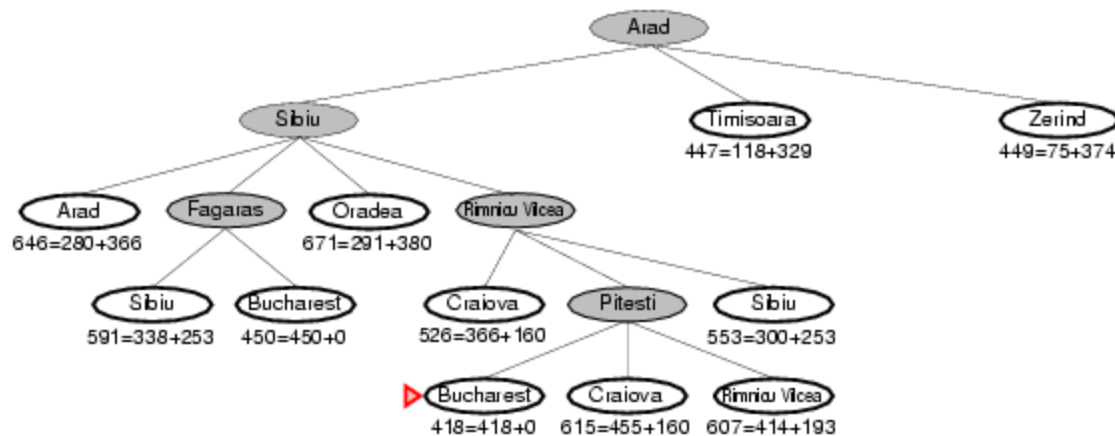 Arad
Sibiu
Timisoara
Zerind
447=118+329
449=75+374
Arad
Fagaras
Oradea
Rimnicu Vilcea
646=280+366
671=291+380
Sibiu
Bucharest
Craiova
Pitesti
Sibiu
591=338+253
450=450+0
526=366+160
553=300+253
Bucharest
Craiova
Rimnicu Vilcea
418=418+0
615=455+160
607=414+193